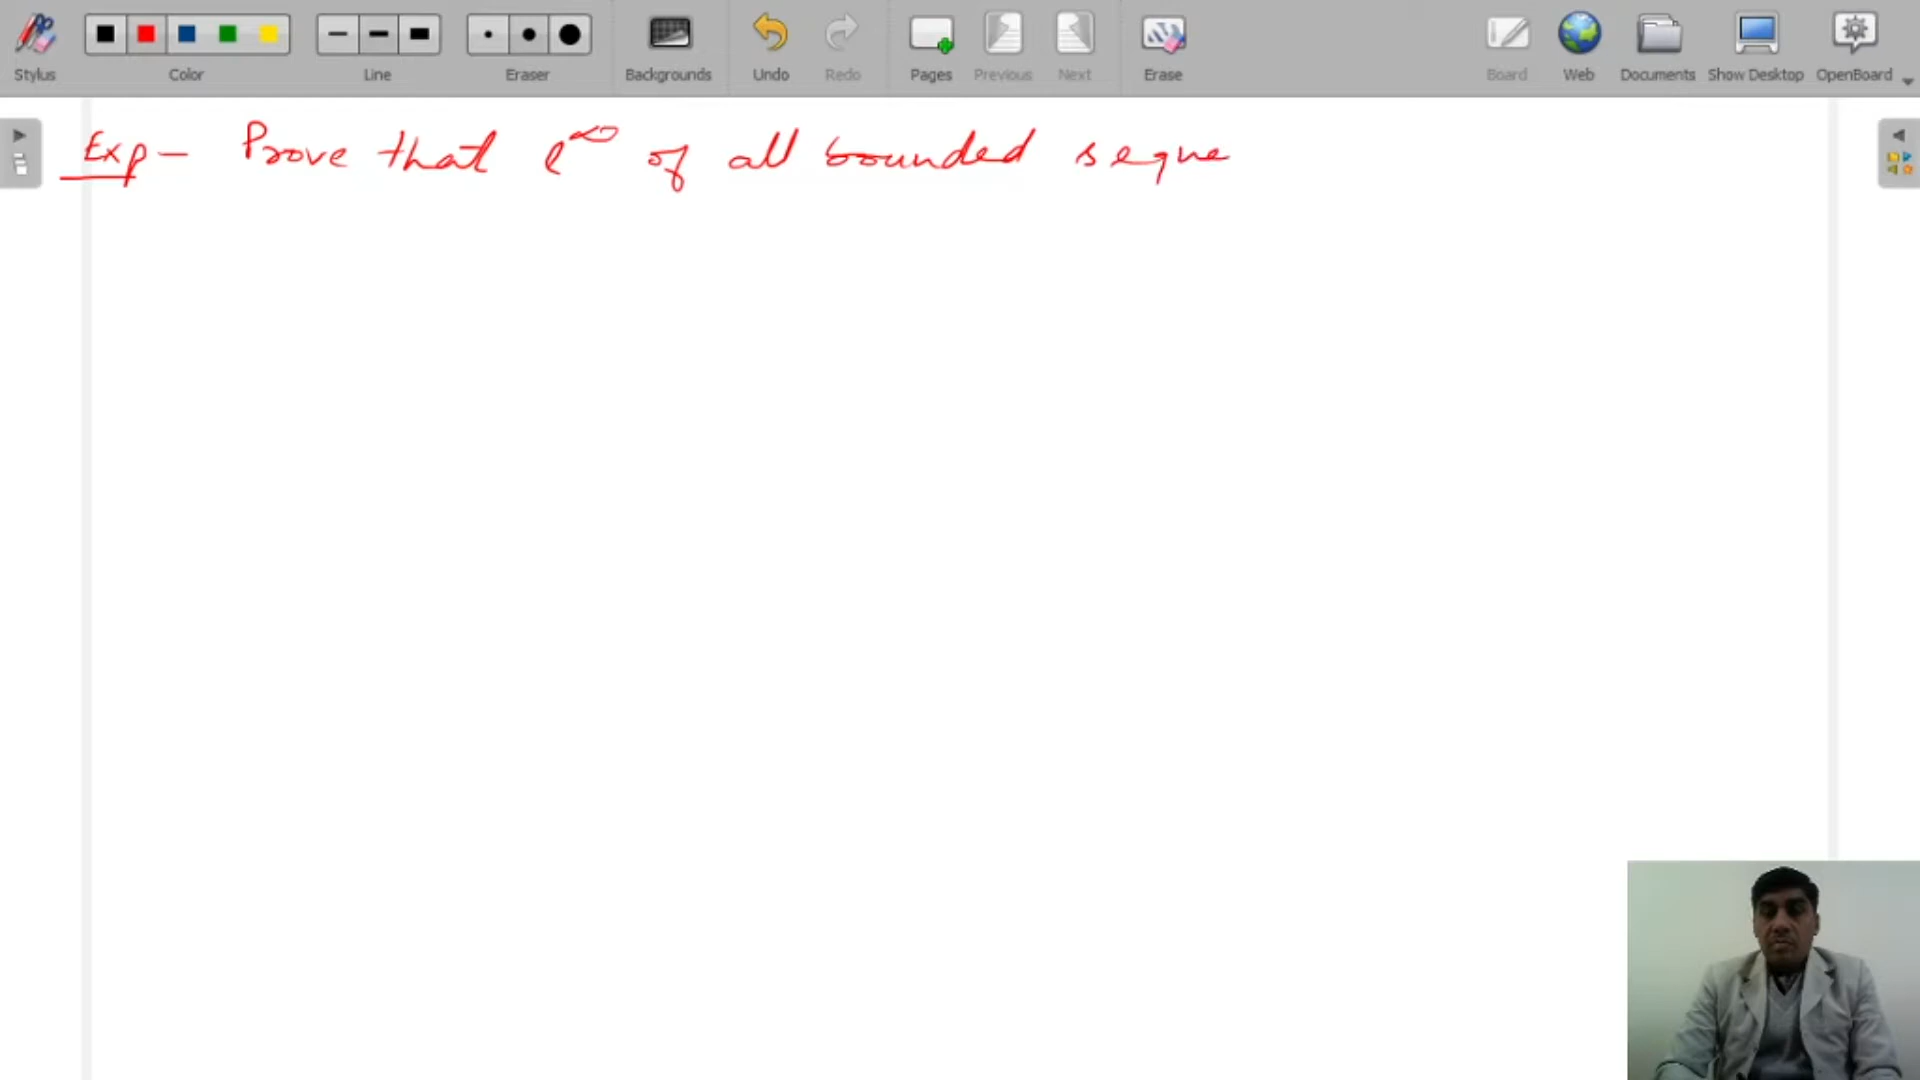 Stylus Color Line Eraser Backgrounds Undo Redo Pages Previous Next Erase Board Web Documents Show Desktop OpenBoard
Exp - Prove that l^∞ of all bounded seque